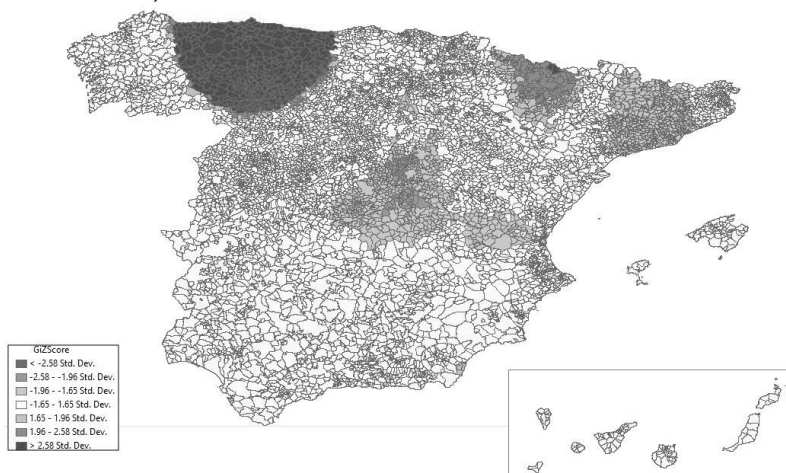 GiZScore
< -2.58 Std. Dev.
-2.58 - -1.96 Std. Dev.
-1.96 - -1.65 Std. Dev.
-1.65 - 1.65 Std. Dev.
1.65 - 1.96 Std. Dev.
1.96 - 2.58 Std. Dev.
> 2.58 Std. Dev.